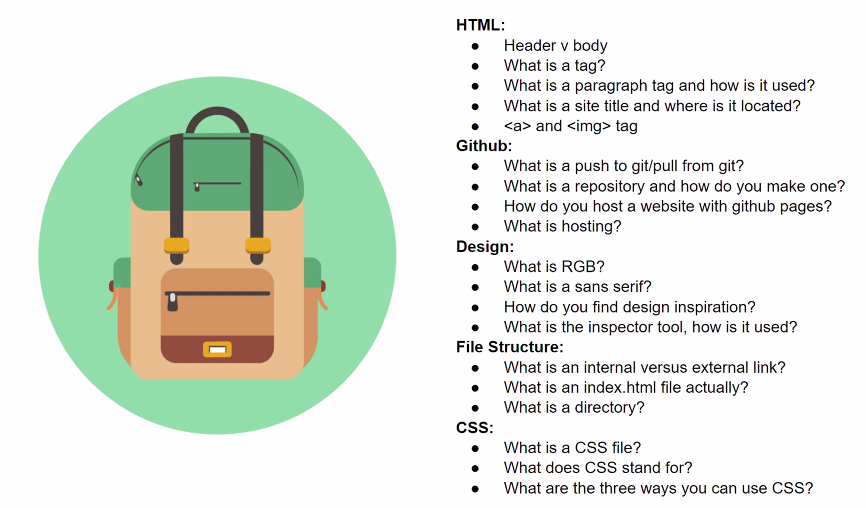 HTML:
● Header v body
● What is a tag?
● What is a paragraph tag and how is it used?
● What is a site title and where is it located?
● <a> and <img> tag
Github:
● What is a push to git/pull from git?
● What is a repository and how do you make one?
● How do you host a website with github pages?
● What is hosting?
Design:
● What is RGB?
● What is a sans serif?
● How do you find design inspiration?
● What is the inspector tool, how is it used?
File Structure:
● What is an internal versus external link?
● What is an index.html file actually?
● What is a directory?
CSS:
● What is a CSS file?
● What does CSS stand for?
● What are the three ways you can use CSS?